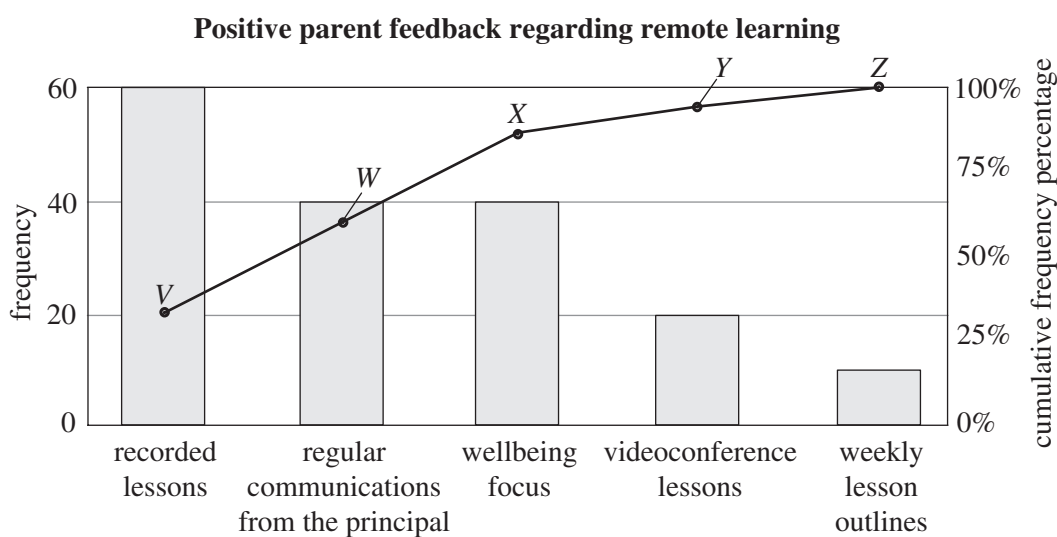 Positive parent feedback regarding remote learning
frequency
60
40
20
0
V
W
X
Y
Z
100%
75%
50%
25%
0%
cumulative frequency percentage
recorded
lessons
regular
communications
from the principal
wellbeing
focus
videoconference
lessons
weekly
lesson
outlines